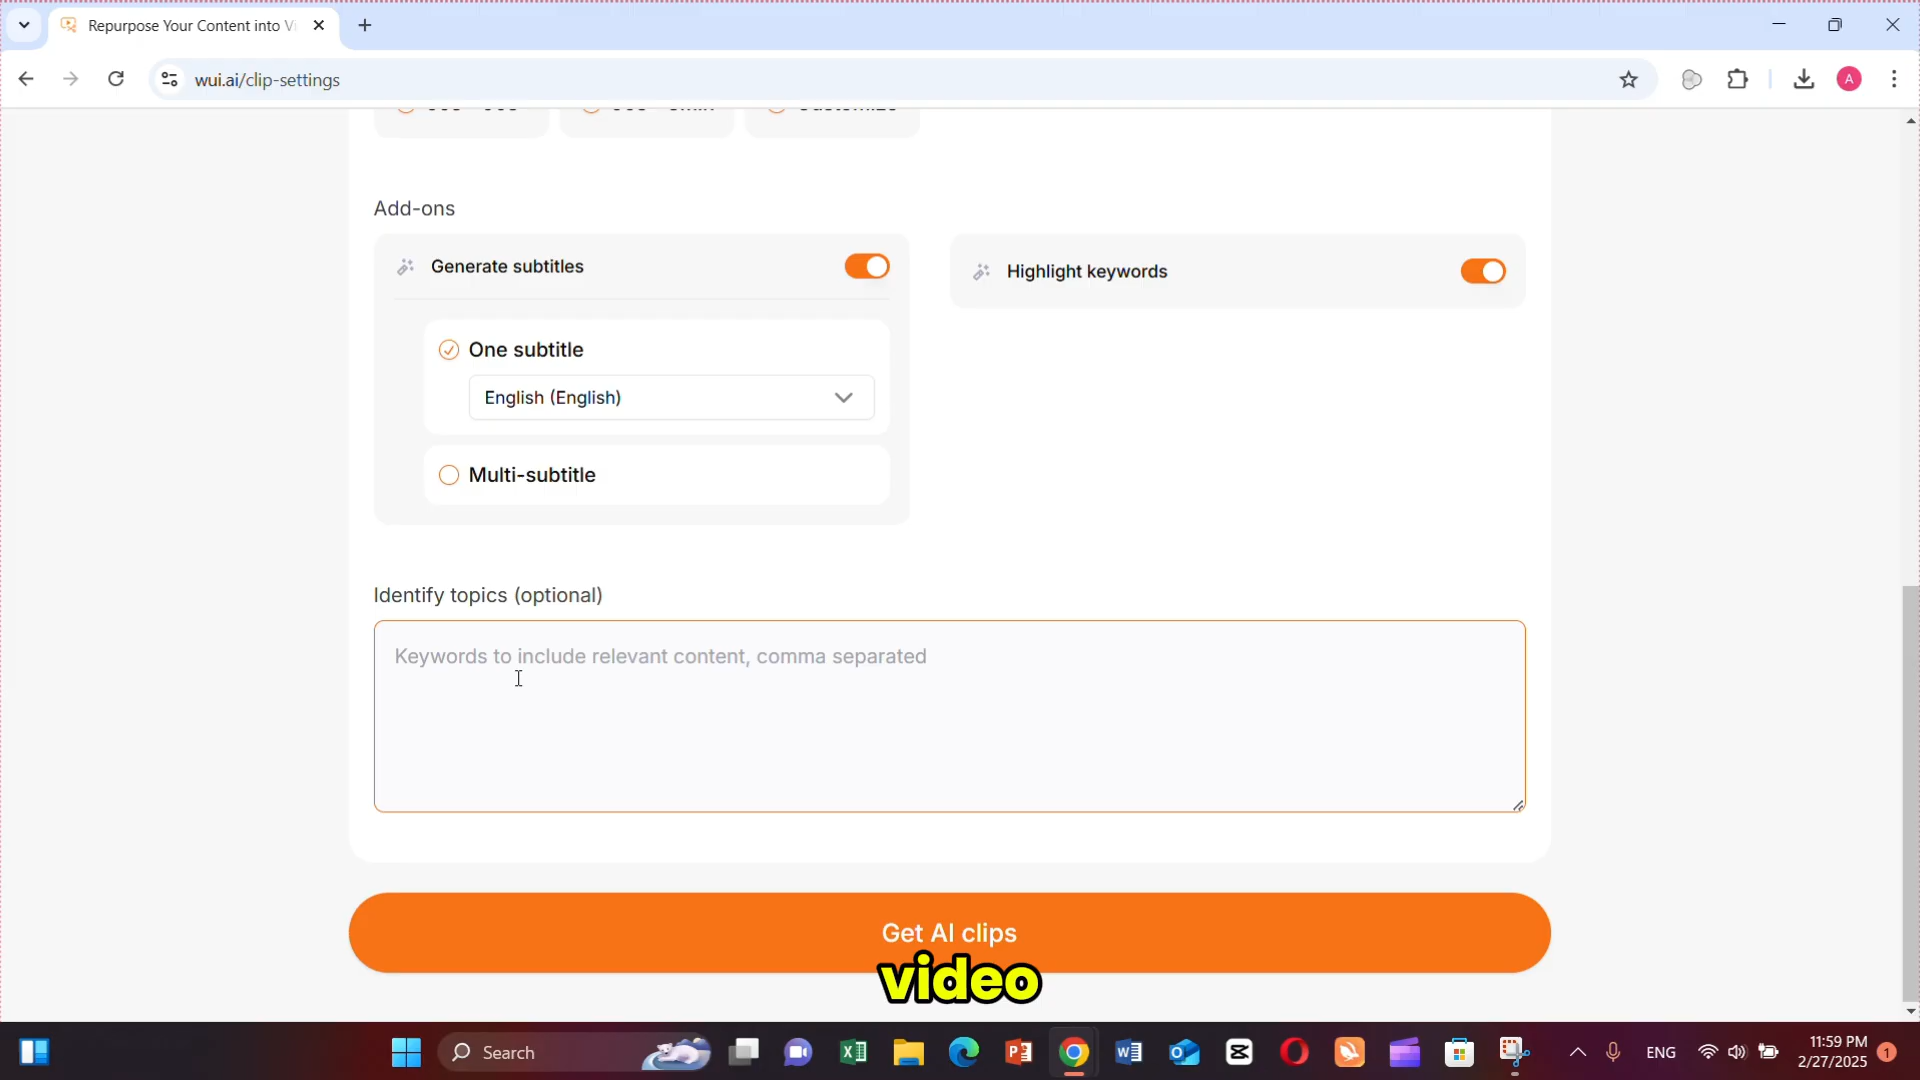 Repurpose Your Content into Vi
wui.ai/clip-settings
A
Add-ons
Generate subtitles
Highlight keywords
One subtitle
English (English)
Multi-subtitle
Identify topics (optional)
Keywords to include relevant content, comma separated
Get AI clips
video
Search
ENG
11:59 PM
2/27/2025
1